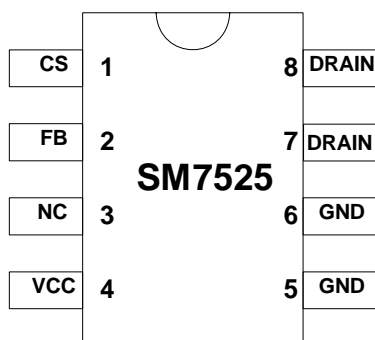 CS 1 8 DRAIN
FB 2 7 DRAIN
SM7525
NC 3 6 GND
VCC 4 5 GND